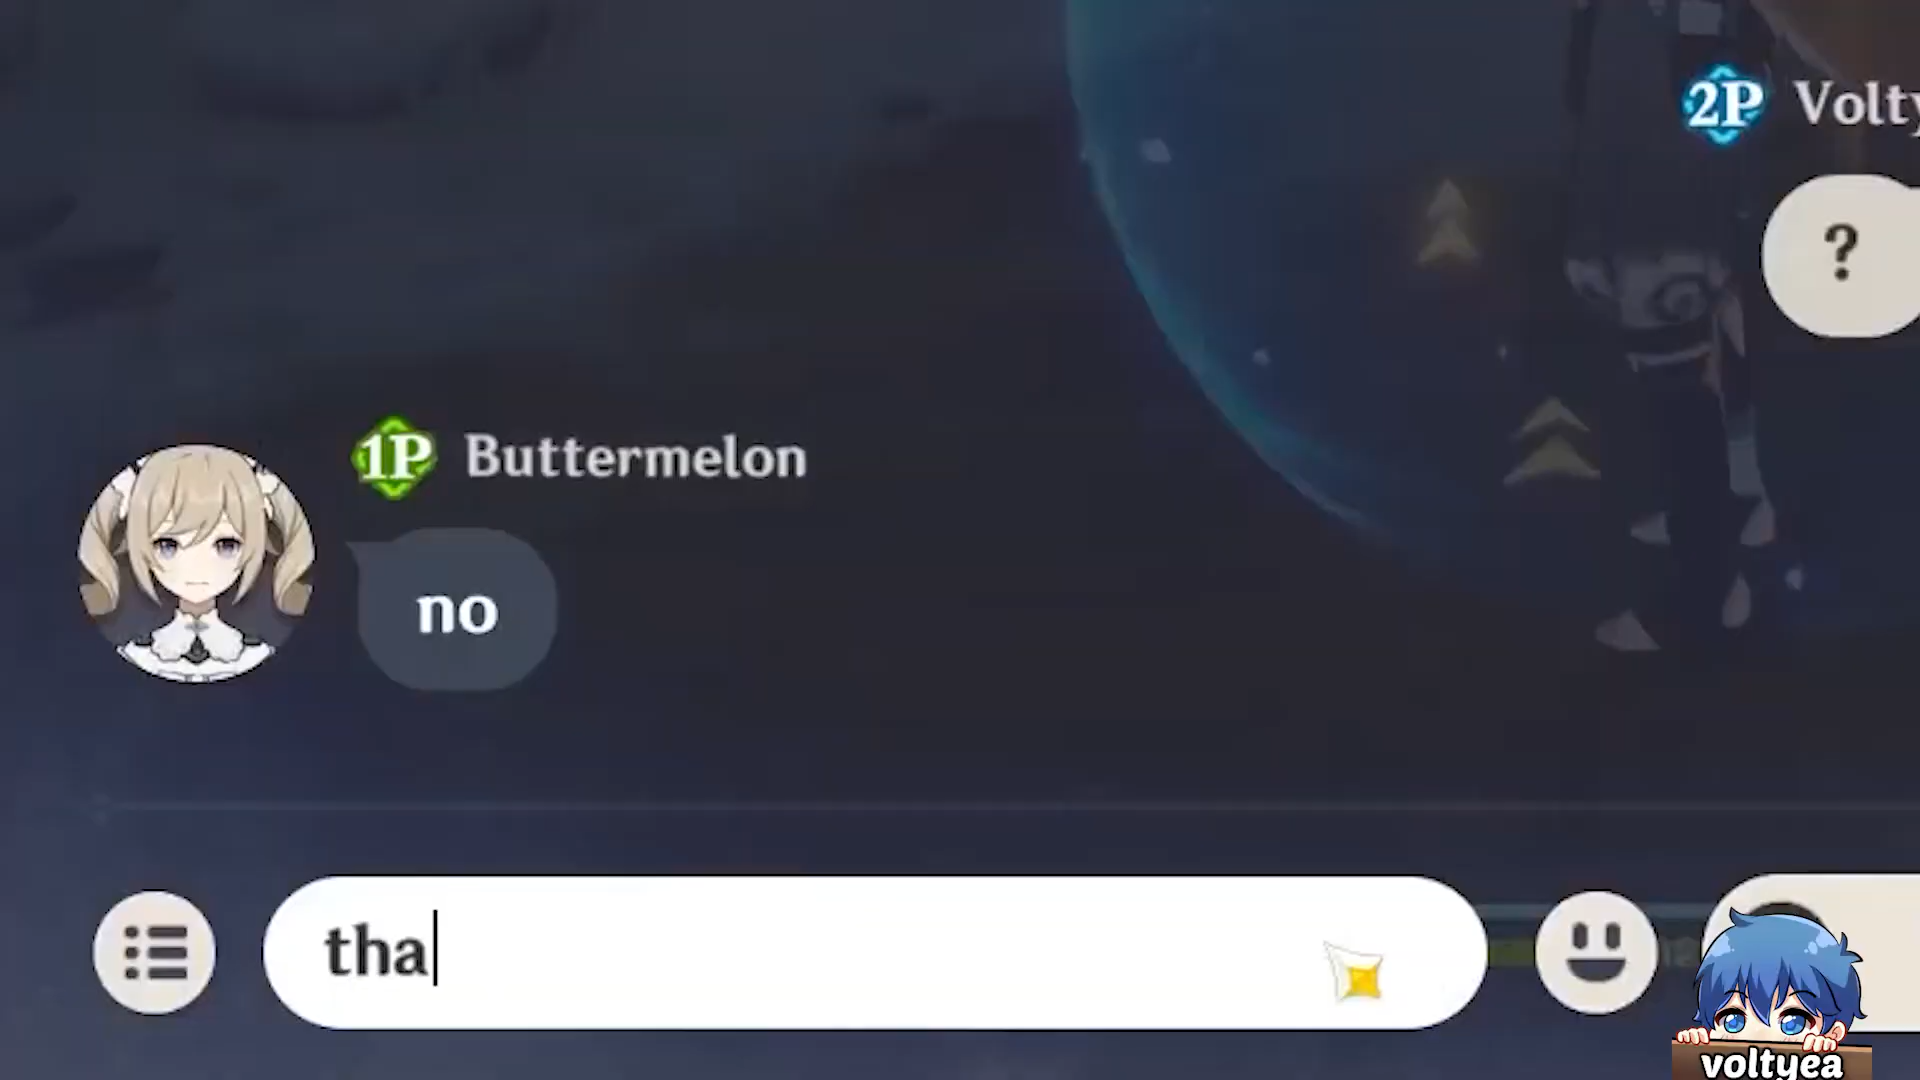 2P Volty
?
1P Buttermelon
no
tha
voltyea